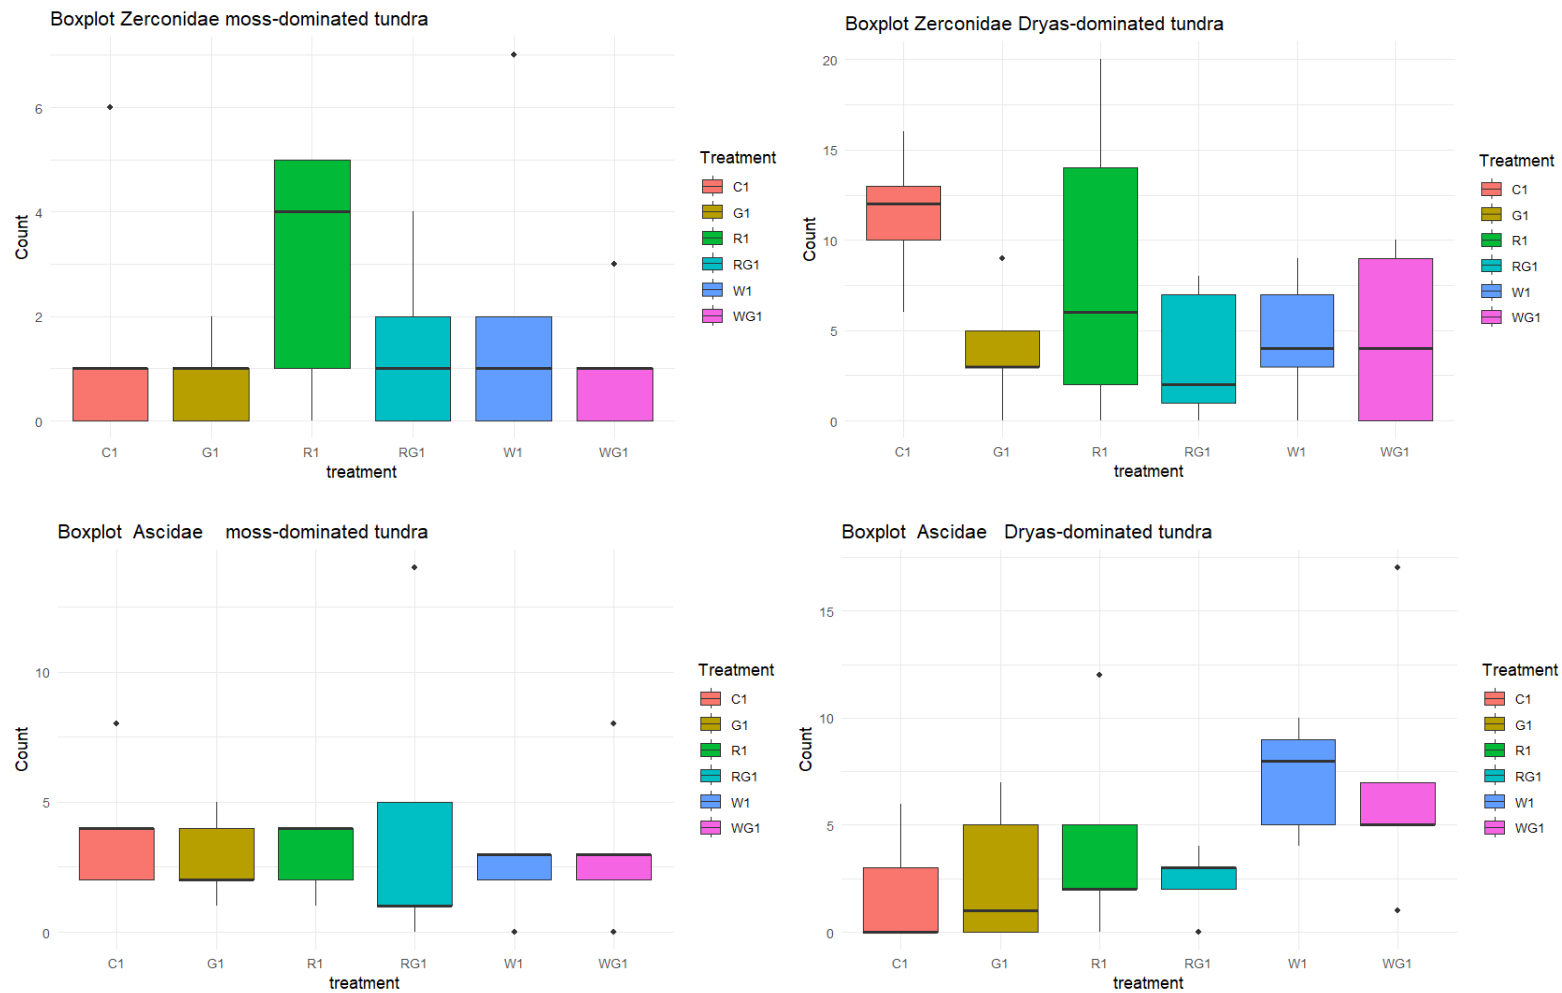 Boxplot Zerconidae moss-dominated tundra
Count
6
4
2
0
C1 G1 R1 RG1 W1 WG1
treatment
Treatment
C1
G1
R1
RG1
W1
WG1
Boxplot Zerconidae Dryas-dominated tundra
Count
20
15
10
5
0
C1 G1 R1 RG1 W1 WG1
treatment
Treatment
C1
G1
R1
RG1
W1
WG1
Boxplot Ascidae moss-dominated tundra
Count
10
5
0
C1 G1 R1 RG1 W1 WG1
treatment
Treatment
C1
G1
R1
RG1
W1
WG1
Boxplot Ascidae Dryas-dominated tundra
Count
15
10
5
0
C1 G1 R1 RG1 W1 WG1
treatment
Treatment
C1
G1
R1
RG1
W1
WG1